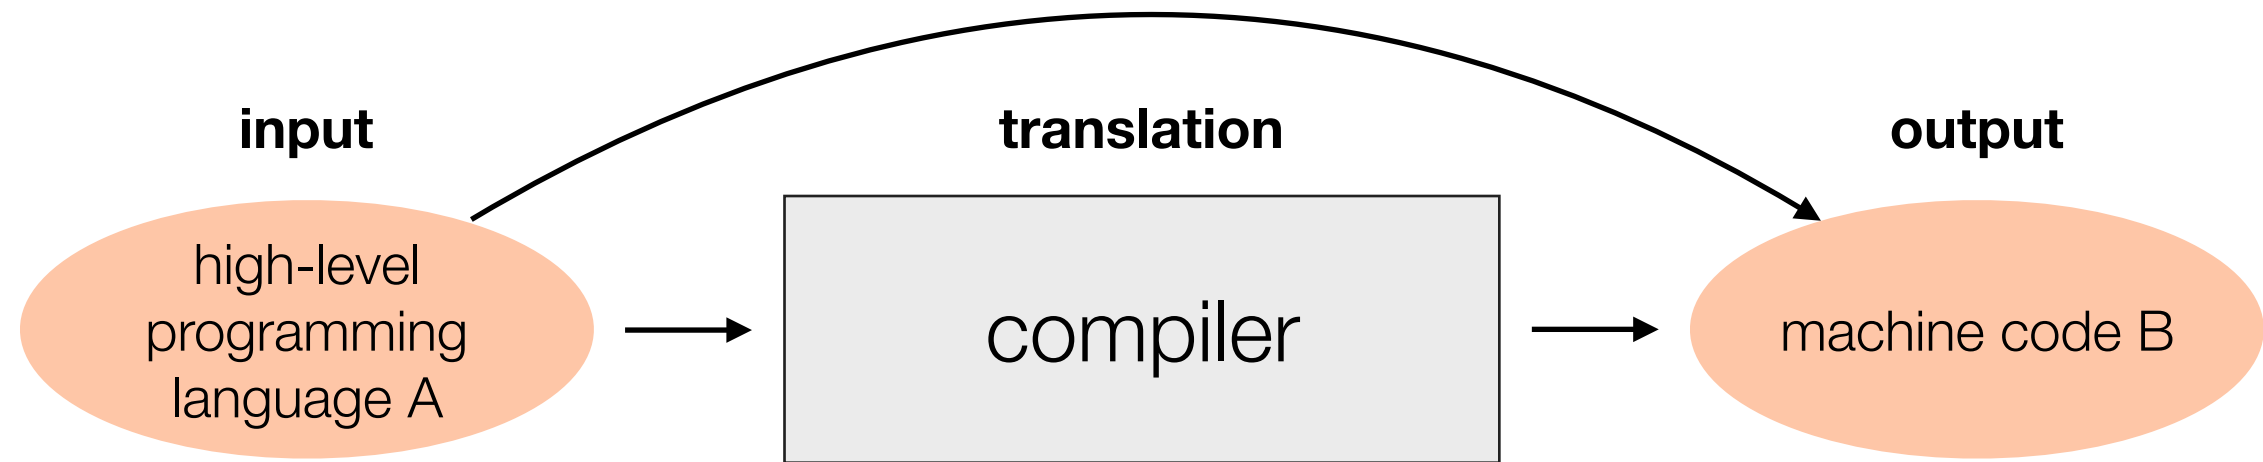 input
translation
output
high-level
programming
language A
compiler
machine code B